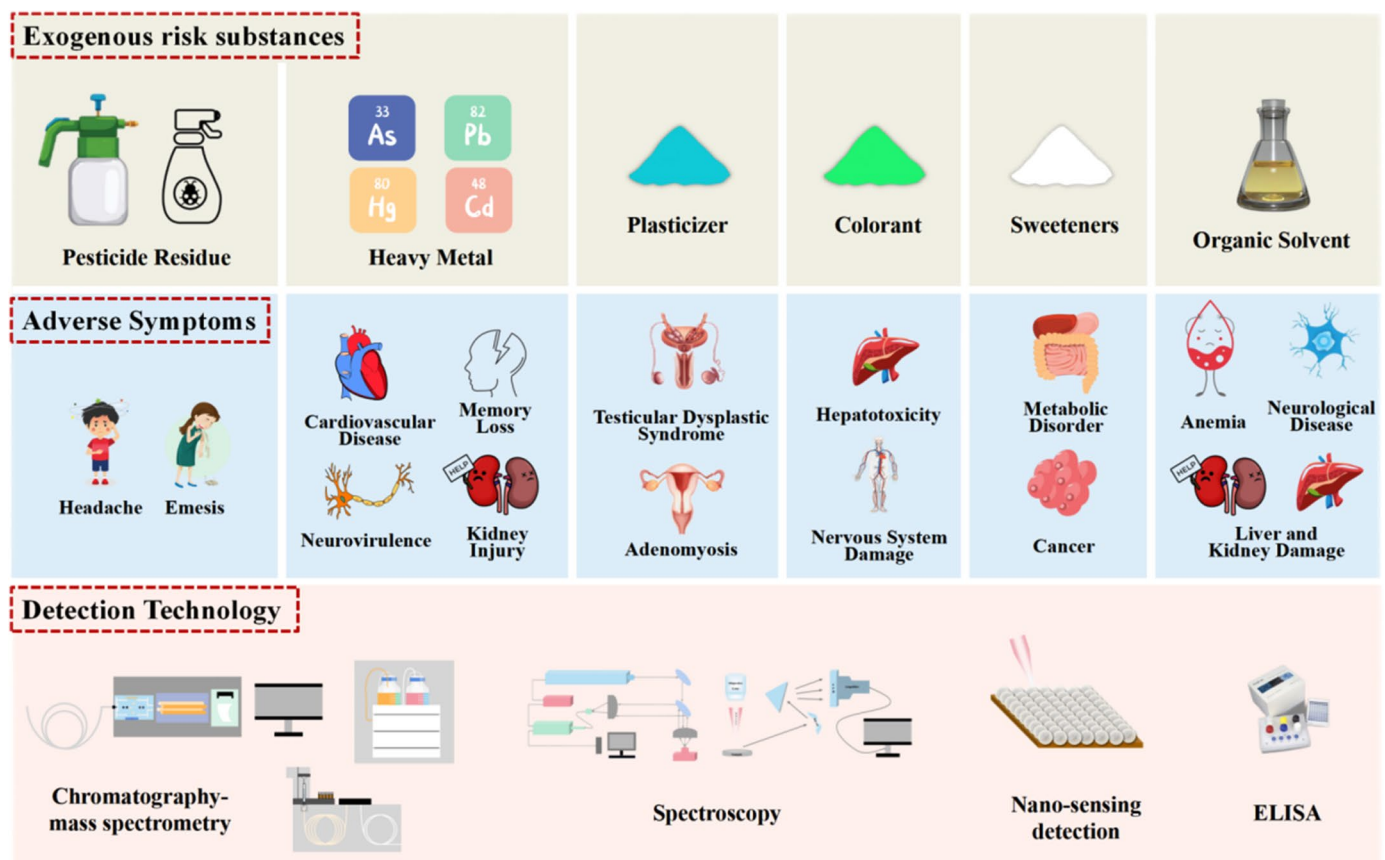 Exogenous risk substances
33
As
82
Pb
80
Hg
48
Cd
Pesticide Residue
Heavy Metal
Plasticizer
Colorant
Sweeteners
Organic Solvent
Adverse Symptoms
Headache
Emesis
Cardiovascular
Disease
Memory
Loss
Neurovirulence
HELP
Kidney
Injury
Testicular Dysplastic
Syndrome
Adenomyosis
Hepatotoxicity
Nervous System
Damage
Metabolic
Disorder
Cancer
Anemia
Neurological
Disease
HELP
Liver and
Kidney Damage
Detection Technology
Chromatography-
mass spectrometry
Spectroscopy
Nano-sensing
detection
ELISA